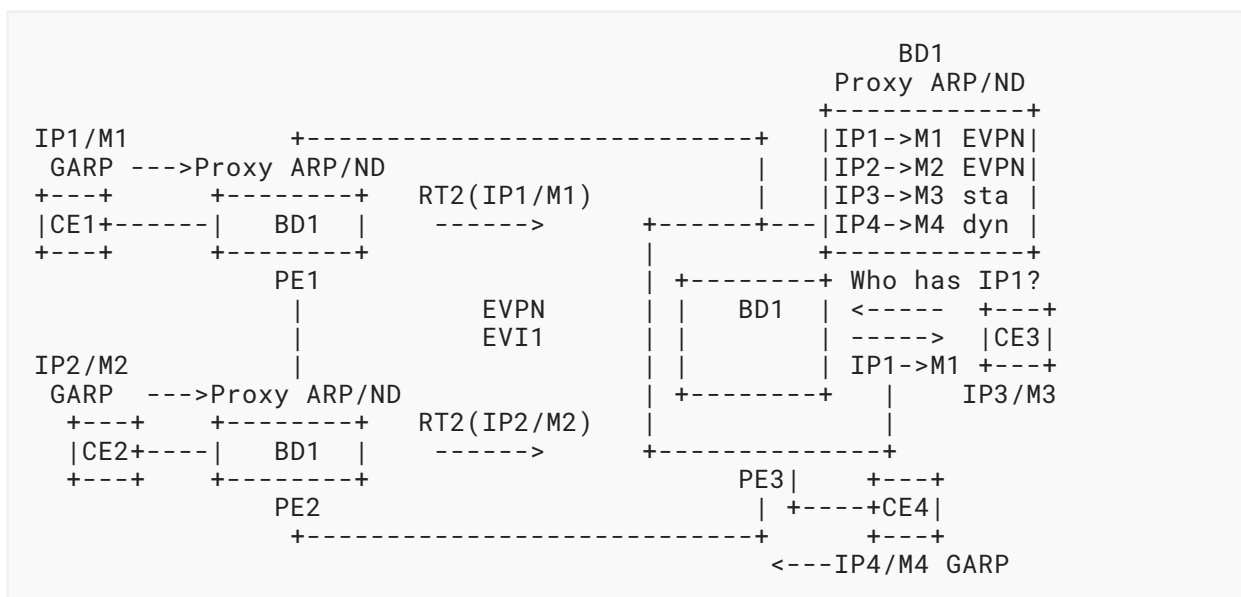 BD1
Proxy ARP/ND
IP1/M1 |IP1->M1 EVPN|
GARP --->Proxy ARP/ND |IP2->M2 EVPN|
RT2(IP1/M1) |IP3->M3 sta |
|CE1+------| BD1 | ------> |IP4->M4 dyn |
PE1 Who has IP1?
EVPN BD1 <-----
EVI1 -----> |CE3|
IP2/M2 IP1->M1
GARP --->Proxy ARP/ND IP3/M3
RT2(IP2/M2)
|CE2+----| BD1 | ------>
PE3|
PE2 +----+CE4|
<---IP4/M4 GARP